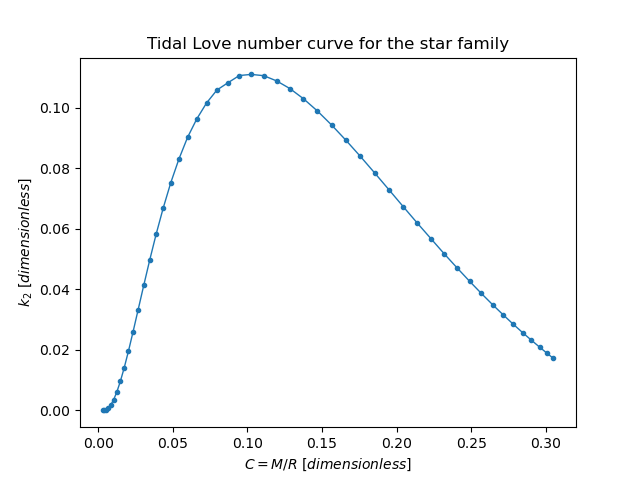 Tidal Love number curve for the star family
0.10
0.08
0.06
0.04
0.02
0.00
k₂ [dimensionless]
0.00 0.05 0.10 0.15 0.20 0.25 0.30
C = M/R [dimensionless]